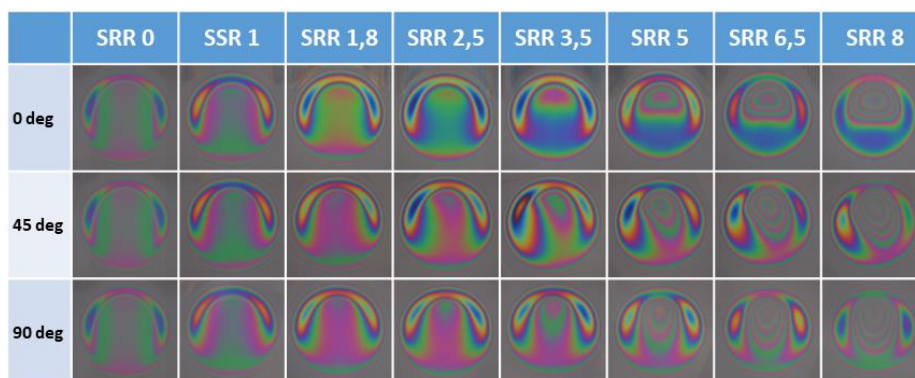 SRR 0 SSR 1 SRR 1,8 SRR 2,5 SRR 3,5 SRR 5 SRR 6,5 SRR 8
0 deg
45 deg
90 deg